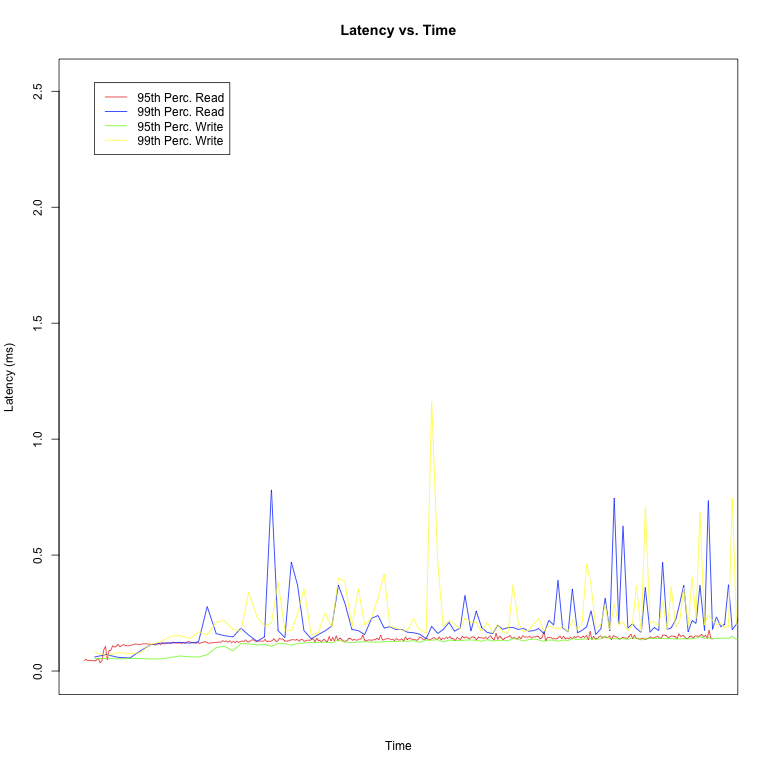 Latency vs. Time
2.5
2.0
1.5
1.0
0.5
0.0
Latency (ms)
95th Perc. Read
99th Perc. Read
95th Perc. Write
99th Perc. Write
Time